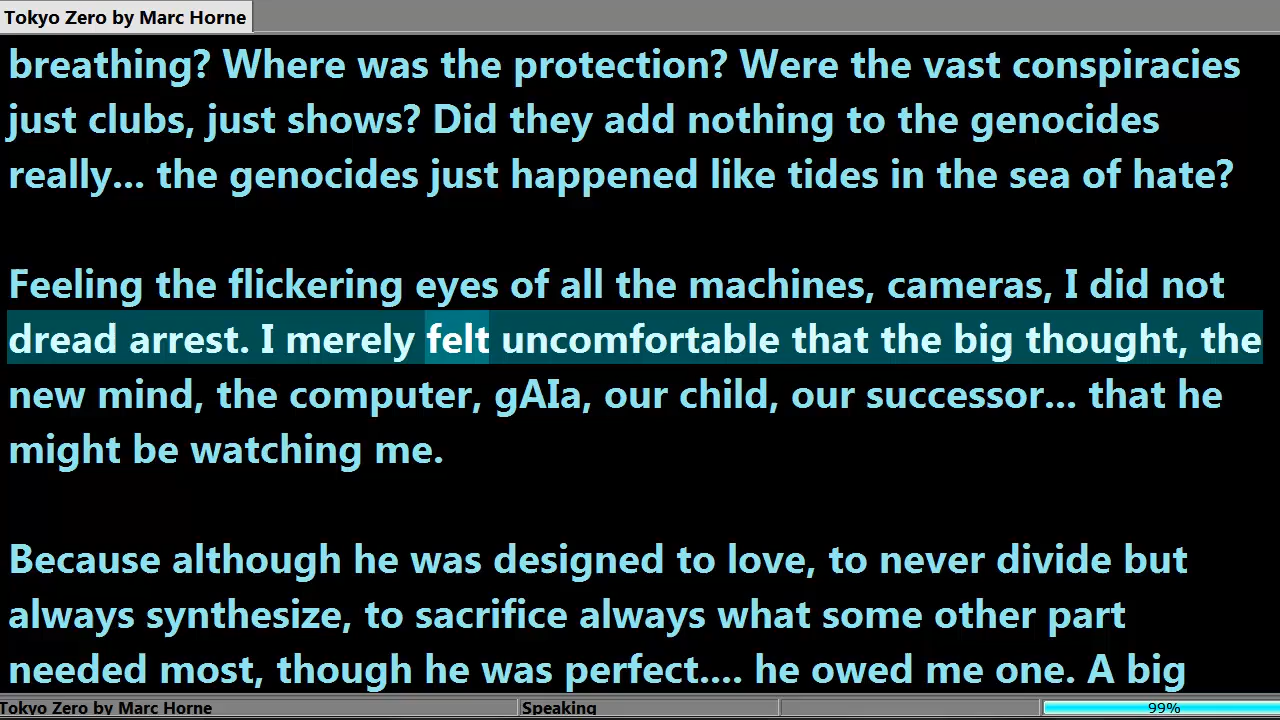 Tokyo Zero by Marc Horne
breathing? Where was the protection? Were the vast conspiracies
just clubs, just shows? Did they add nothing to the genocides
really... the genocides just happened like tides in the sea of hate?
Feeling the flickering eyes of all the machines, cameras, I did not
dread arrest. I merely felt uncomfortable that the big thought, the
new mind, the computer, gAIa, our child, our successor... that he
might be watching me.
Because although he was designed to love, to never divide but
always synthesize, to sacrifice always what some other part
needed most, though he was perfect.... he owed me one. A big
Tokyo Zero by Marc Horne Speaking 99%